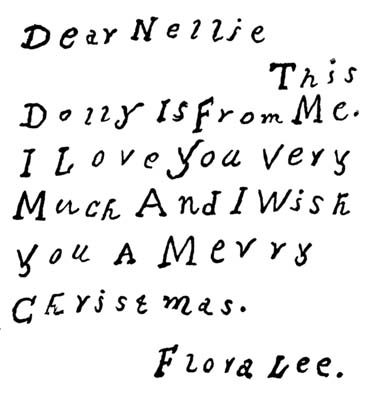 Dear Nellie
This
Dolly Is From Me.
I Love you very
Much And I Wish
you A Merry
Christmas.
Flora Lee.